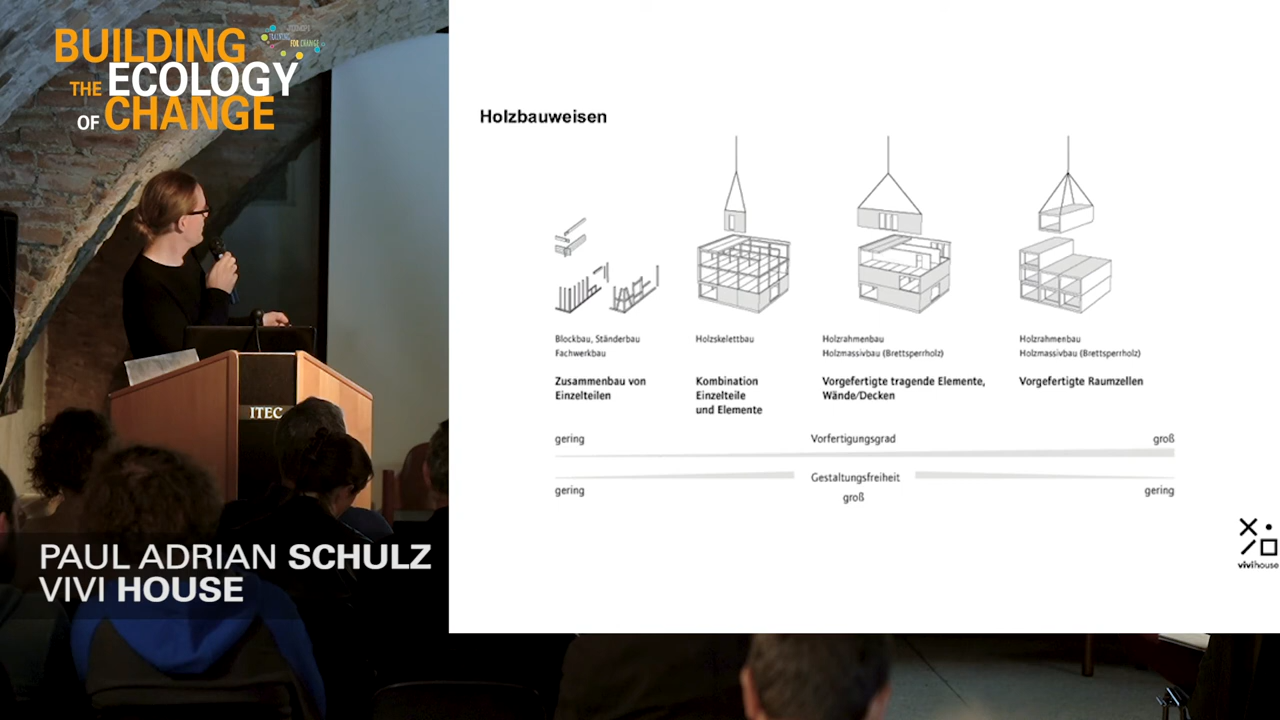 BUILDING
THE ECOLOGY
OF CHANGE
FOR CHANGE
ITEC
PAUL ADRIAN SCHULZ
VIVI HOUSE
Holzbauweisen
Blockbau, Ständerbau
Fachwerkbau
Zusammenbau von
Einzelteilen
Holzskelettbau
Kombination
Einzelteile
und Elemente
Holzrahmenbau
Holzmassivbau (Brettsperrholz)
Vorgefertigte tragende Elemente,
Wände/Decken
Holzrahmenbau
Holzmassivbau (Brettsperrholz)
Vorgefertigte Raumzellen
gering Vorfertigungsgrad groß
Gestaltungsfreiheit
gering groß gering
vivihouse